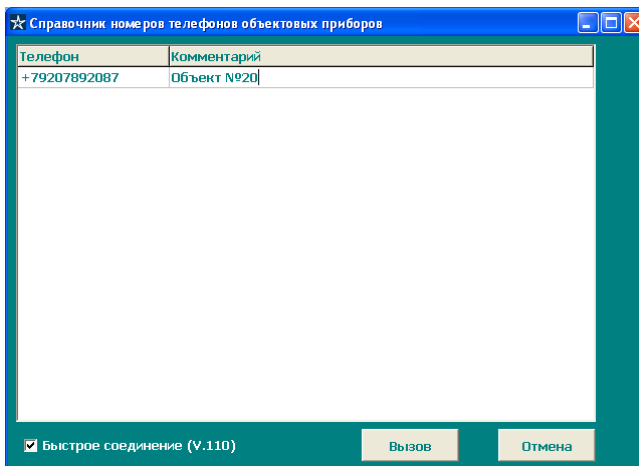 Справочник номеров телефонов объектовых приборов
Телефон Комментарий
+79207892087 Объект №20
Быстрое соединение (V.110) Вызов Отмена